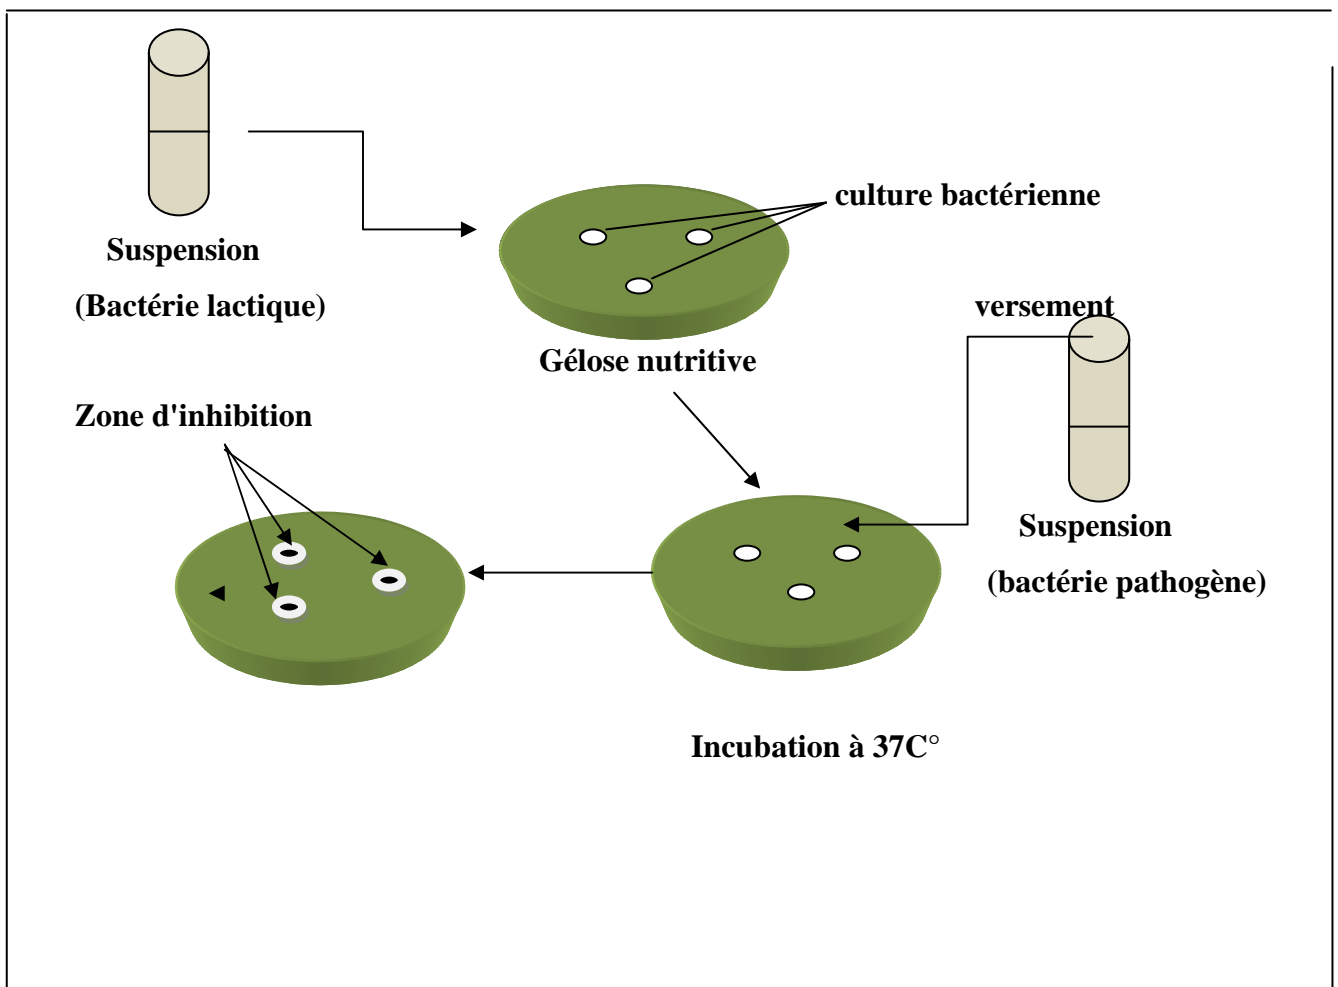 culture bactérienne
Suspension
(Bactérie lactique)
versement
Gélose nutritive
Zone d'inhibition
Suspension
(bactérie pathogène)
Incubation à 37C°